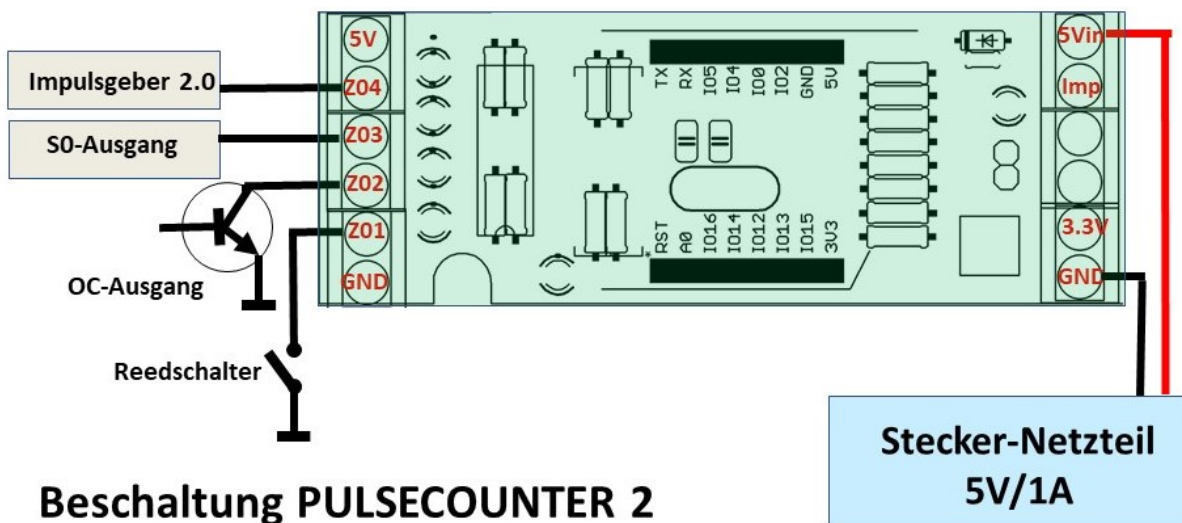 Impulsgeber 2.0
S0-Ausgang
OC-Ausgang
Reedschalter
5V
Z04
Z03
Z02
Z01
GND
TX
RX
IO5
IO4
IO0
IO2
GND
5V
RST
A0
IO16
IO14
IO12
IO13
IO15
3V3
5Vin
Imp
3.3V
GND
Stecker-Netzteil
5V/1A
Beschaltung PULSECOUNTER 2